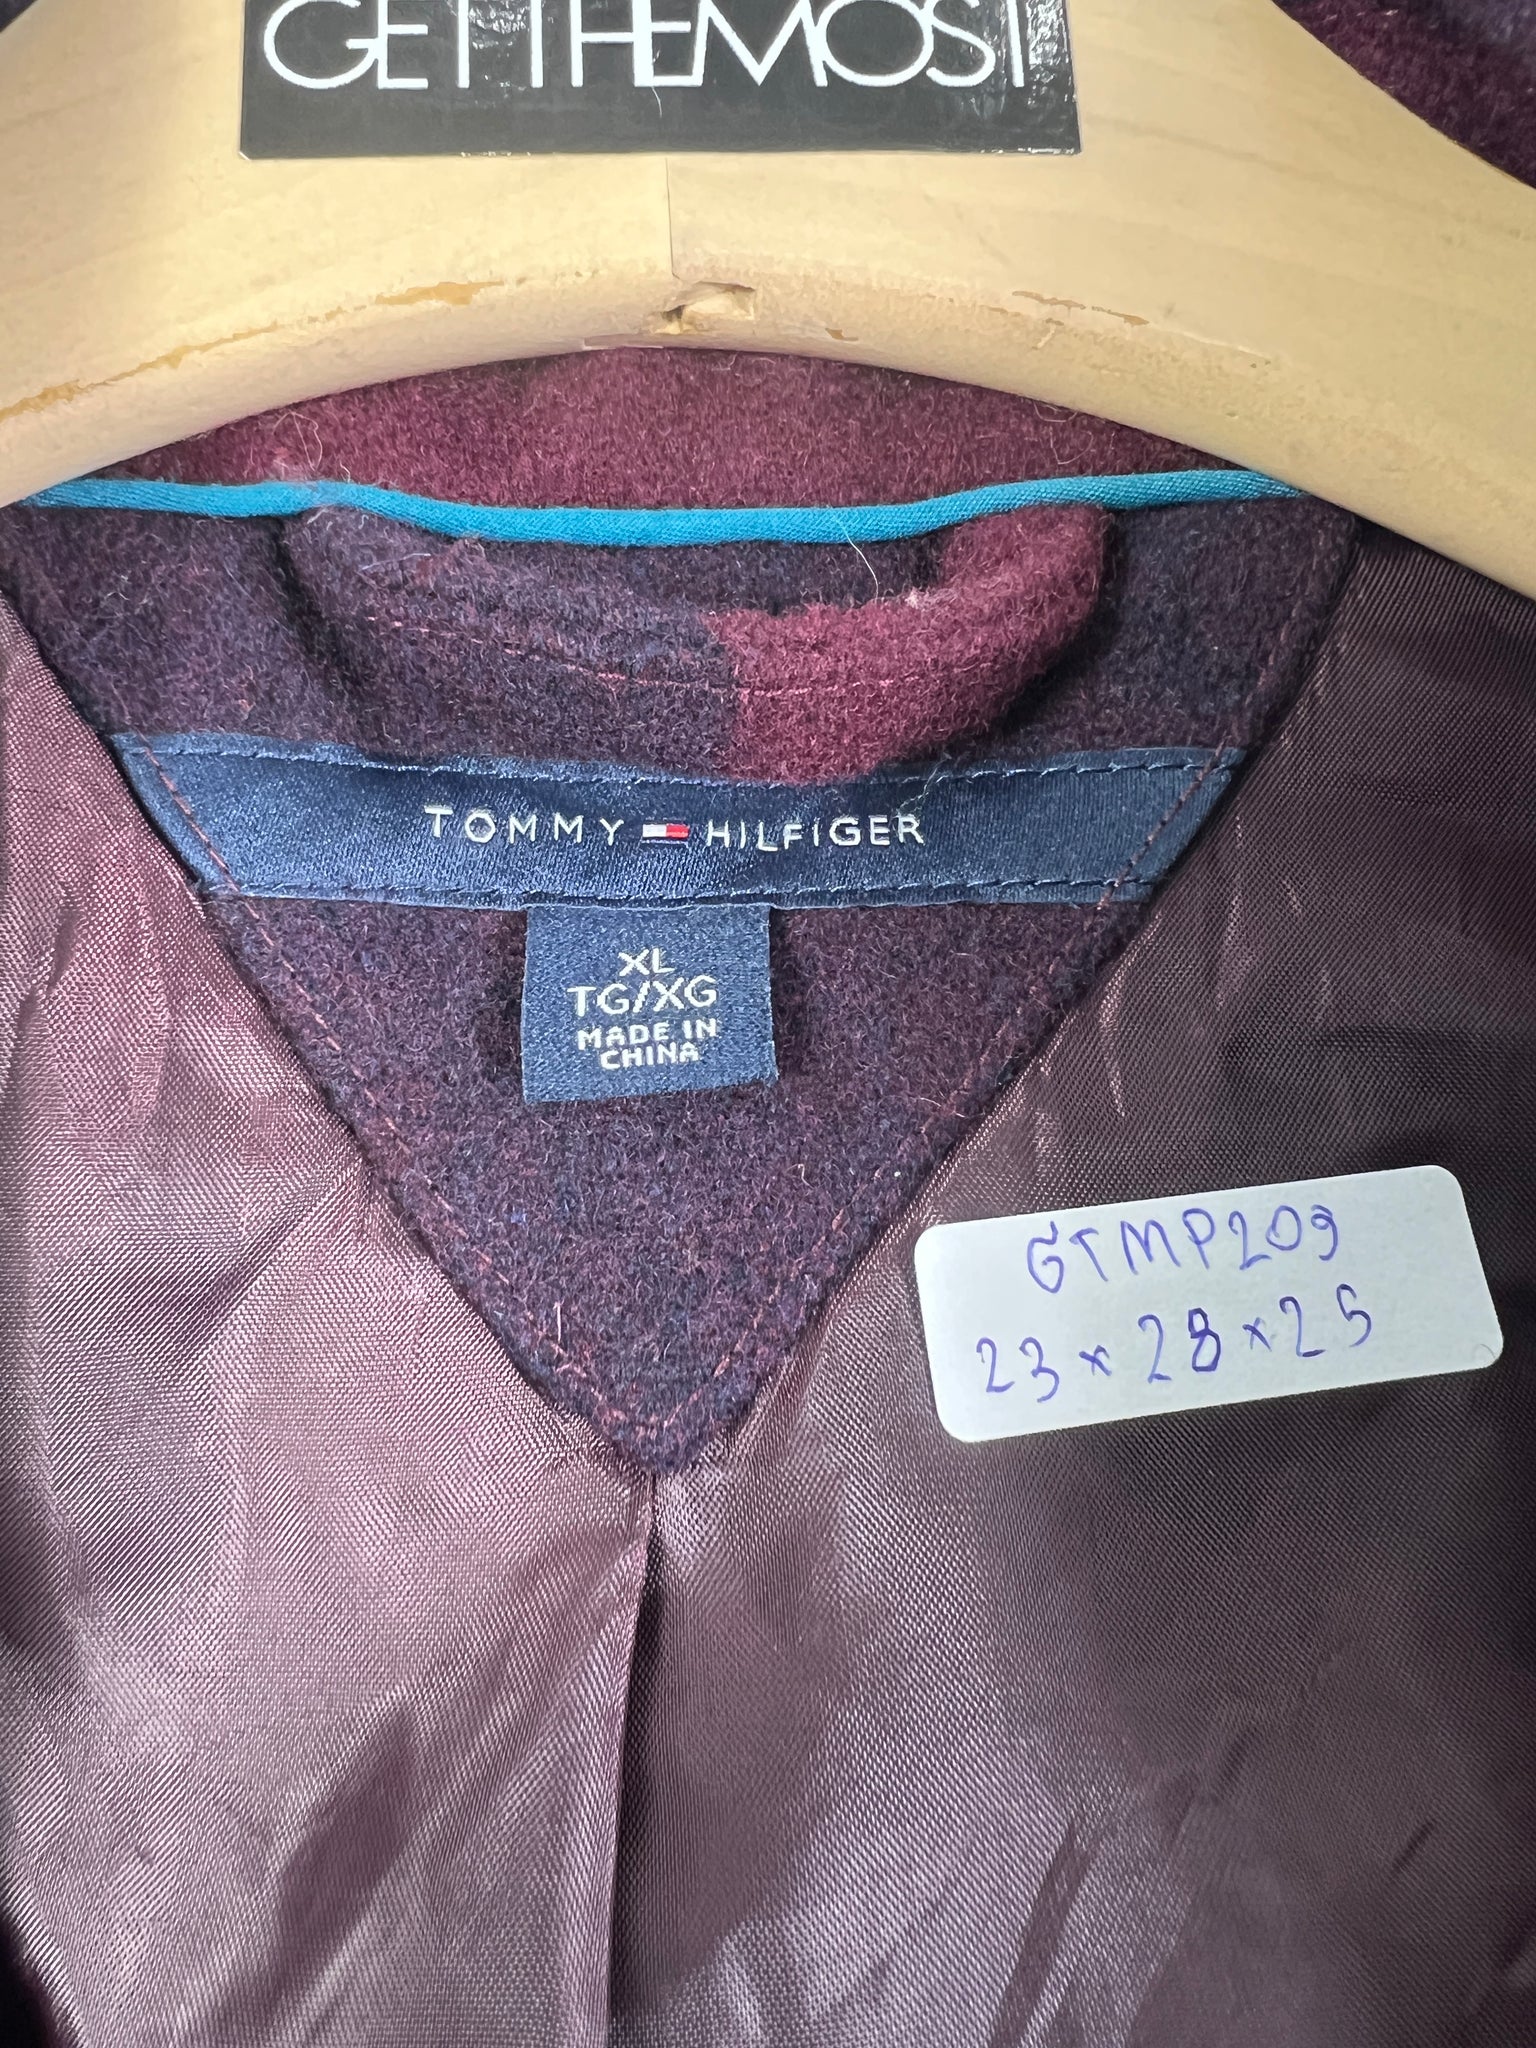 GETTHEMOST
TOMMY HILFIGER
XL
TG/XG
MADE IN
CHINA
GTMP209
23×28×25